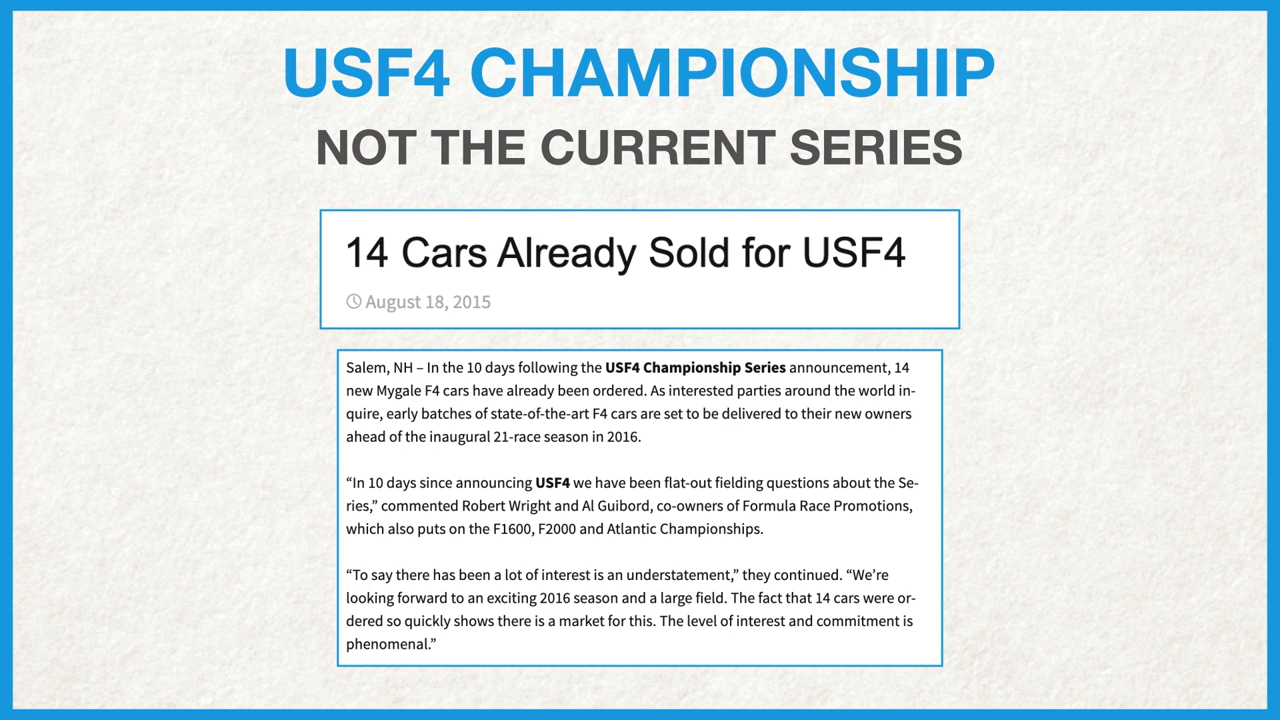 USF4 CHAMPIONSHIP
NOT THE CURRENT SERIES
14 Cars Already Sold for USF4
August 18, 2015
Salem, NH – In the 10 days following the USF4 Championship Series announcement, 14
new Mygale F4 cars have already been ordered. As interested parties around the world in-
quire, early batches of state-of-the-art F4 cars are set to be delivered to their new owners
ahead of the inaugural 21-race season in 2016.
“In 10 days since announcing USF4 we have been flat-out fielding questions about the Se-
ries,” commented Robert Wright and Al Guibord, co-owners of Formula Race Promotions,
which also puts on the F1600, F2000 and Atlantic Championships.
“To say there has been a lot of interest is an understatement,” they continued. “We’re
looking forward to an exciting 2016 season and a large field. The fact that 14 cars were or-
dered so quickly shows there is a market for this. The level of interest and commitment is
phenomenal.”